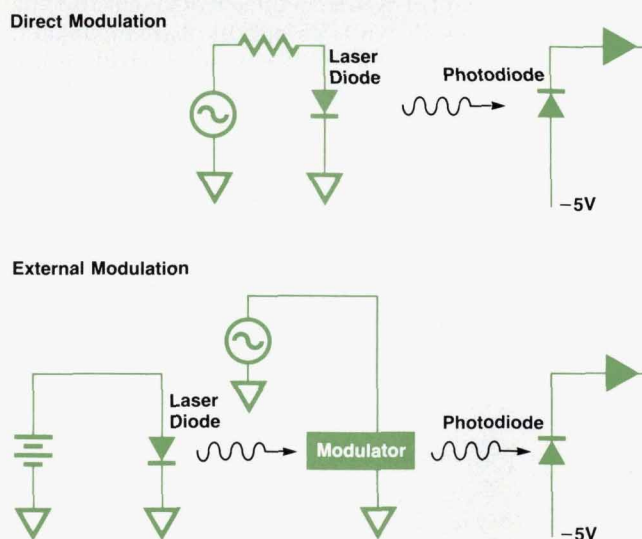 Direct Modulation
Laser
Diode
Photodiode
−5V
External Modulation
Laser
Diode
Modulator
Photodiode
−5V